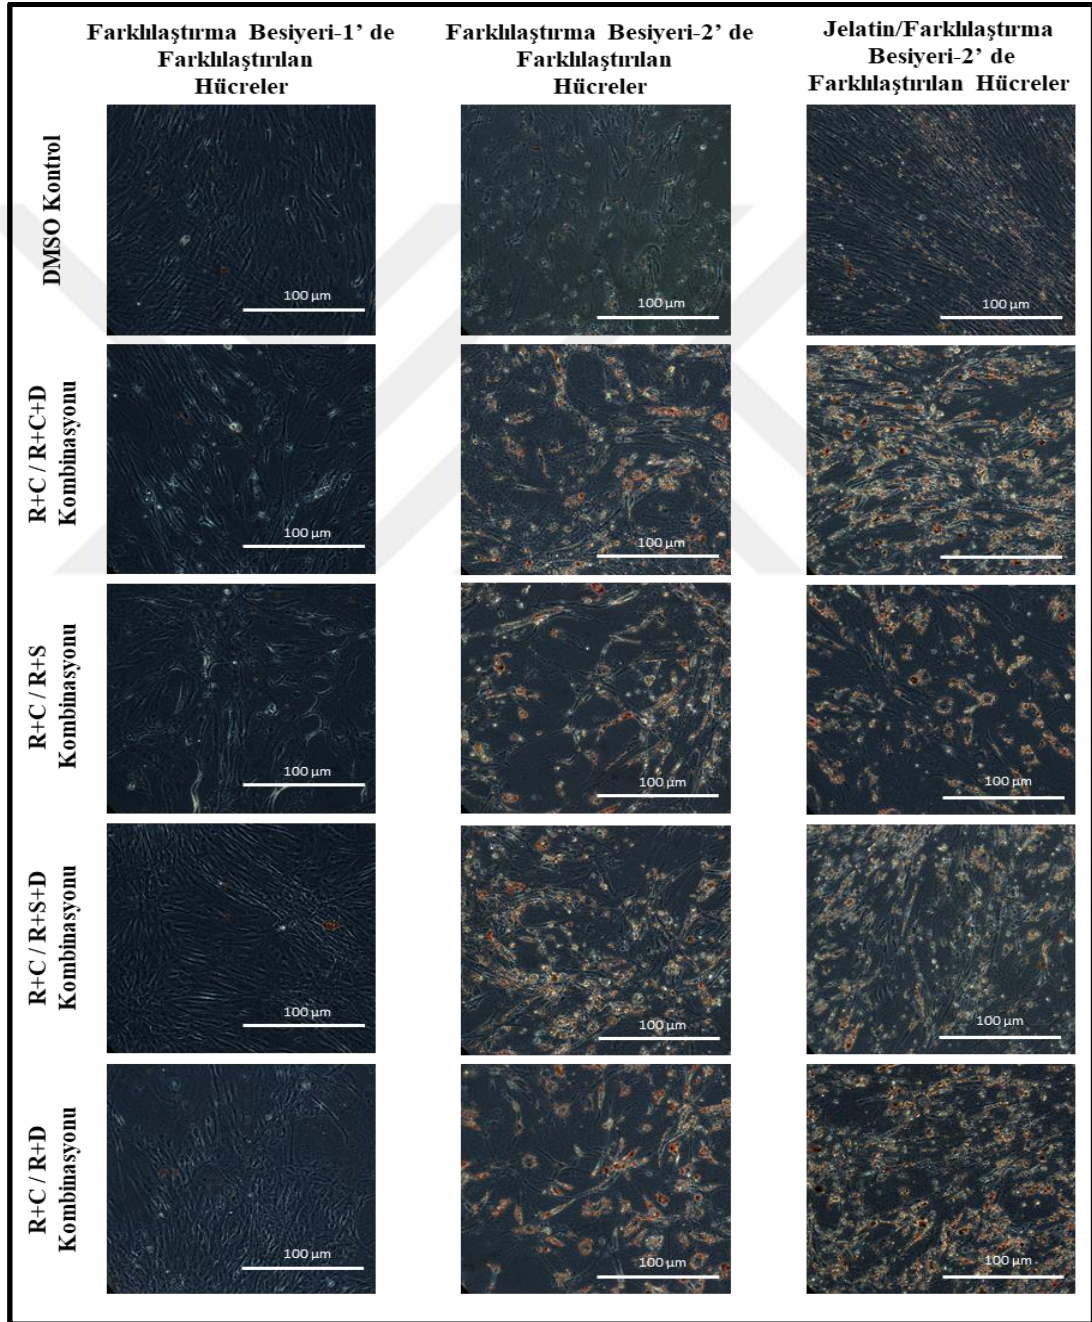 Farklılaştırma Besiyeri-1' de
Farklılaştırılan
Hücreler
Farklılaştırma Besiyeri-2' de
Farklılaştırılan
Hücreler
Jelatin/Farklılaştırma
Besiyeri-2' de
Farklılaştırılan Hücreler
DMSO Kontrol
100 µm
100 µm
100 µm
R+C / R+C+D
Kombinasyonu
100 µm
100 µm
R+C / R+S
Kombinasyonu
100 µm
100 µm
100 µm
R+C / R+S+D
Kombinasyonu
100 µm
100 µm
100 µm
R+C / R+D
Kombinasyonu
100 µm
100 µm
100 µm